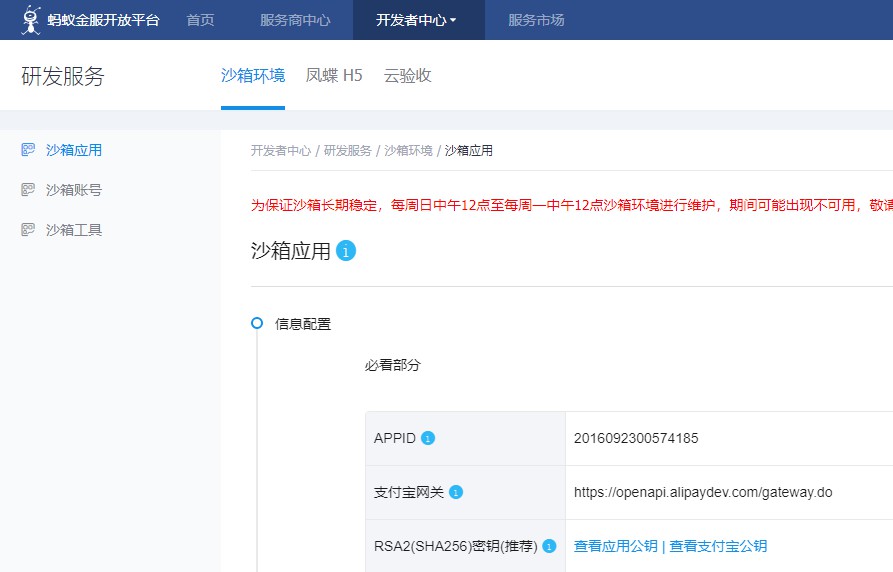 蚂蚁金服开放平台 首页 服务商中心 开发者中心 服务市场
研发服务 沙箱环境 凤蝶 H5 云验收
沙箱应用
沙箱账号
沙箱工具
开发者中心 / 研发服务 / 沙箱环境 / 沙箱应用
为保证沙箱长期稳定，每周日中午12点至每周一中午12点沙箱环境进行维护，期间可能出现不可用，敬请
沙箱应用
信息配置
必看部分
APPID 2016092300574185
支付宝网关 https://openapi.alipaydev.com/gateway.do
RSA2(SHA256)密钥(推荐) 查看应用公钥 | 查看支付宝公钥